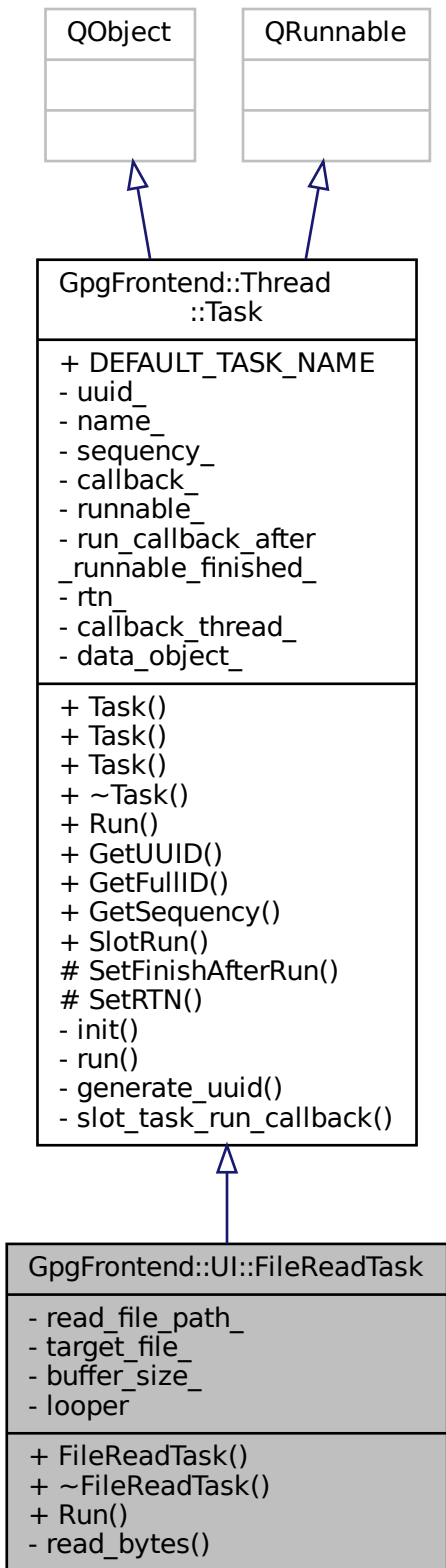 QObject
QRunnable
GpgFrontend::Thread
::Task
+ DEFAULT_TASK_NAME
- uuid_
- name_
- sequency_
- callback_
- runnable_
- run_callback_after
_runnable_finished_
- rtn_
- callback_thread_
- data_object_
+ Task()
+ Task()
+ Task()
+ ~Task()
+ Run()
+ GetUUID()
+ GetFullID()
+ GetSequency()
+ SlotRun()
# SetFinishAfterRun()
# SetRTN()
- init()
- run()
- generate_uuid()
- slot_task_run_callback()
GpgFrontend::UI::FileReadTask
- read_file_path_
- target_file_
- buffer_size_
- looper
+ FileReadTask()
+ ~FileReadTask()
+ Run()
- read_bytes()